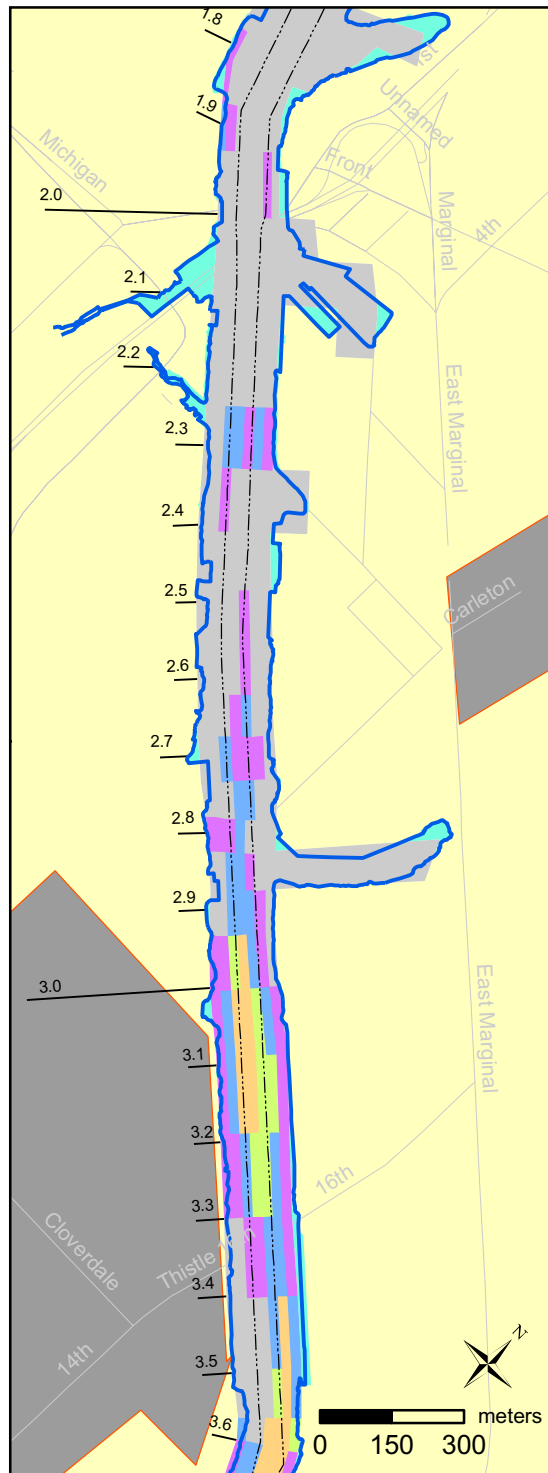 1.8
1st
1.9
Unnamed
Michigan
Front
2.0
Marginal
4th
2.1
2.2
East Marginal
2.3
2.4
2.5
Carleton
2.6
2.7
2.8
2.9
East Marginal
3.0
3.1
3.2
16th
3.3
Cloverdale
Thistle
3.4
14th
3.5
N
3.6
meters
0 150 300